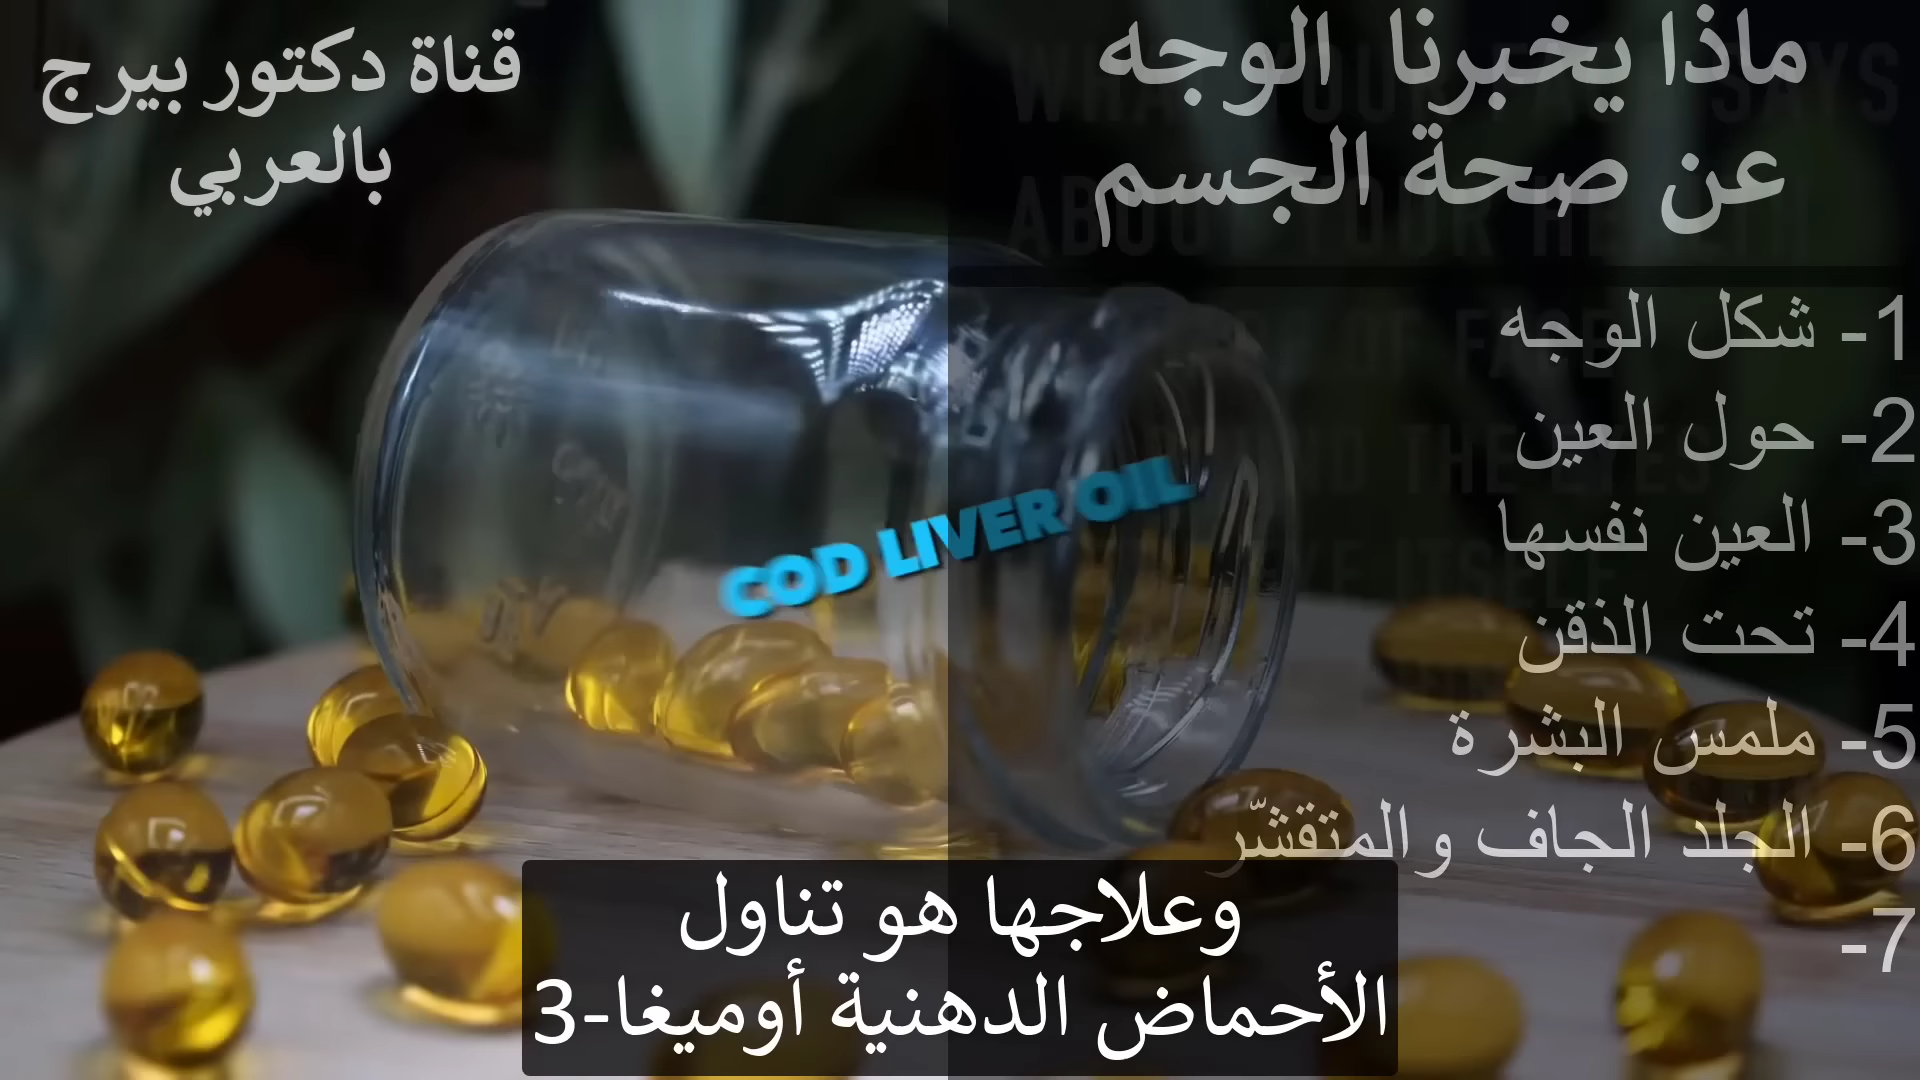 قناة دكتور بيرج
بالعربي
ماذا يخبرنا الوجه
عن صحة الجسم
1- شكل الوجه
2- حول العين
3- العين نفسها
4- تحت الذقن
5- ملمس البشرة
6- الجلد الجاف والمتقشّر
7-
COD LIVER OIL
وعلاجها هو تناول
الأحماض الدهنية أوميغا-3